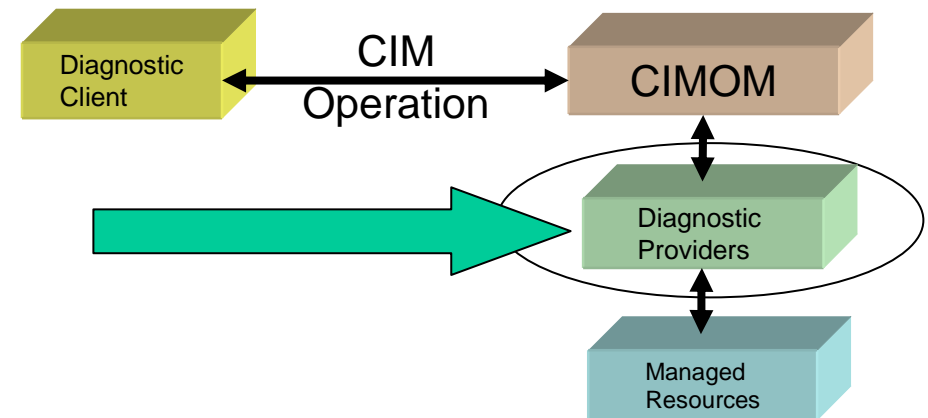 Diagnostic
Client
CIM
Operation
CIMOM
Diagnostic
Providers
Managed
Resources